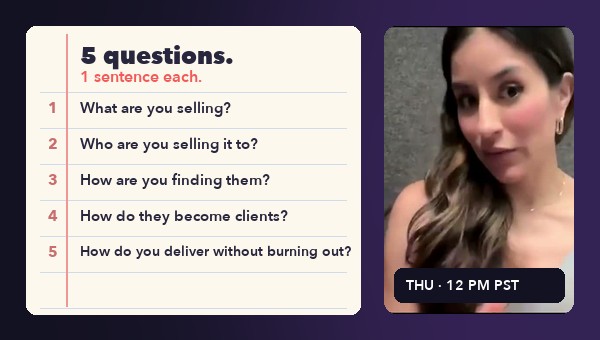 5 questions.
1 sentence each.
1 What are you selling?
2 Who are you selling it to?
3 How are you finding them?
4 How do they become clients?
5 How do you deliver without burning out?
THU · 12 PM PST